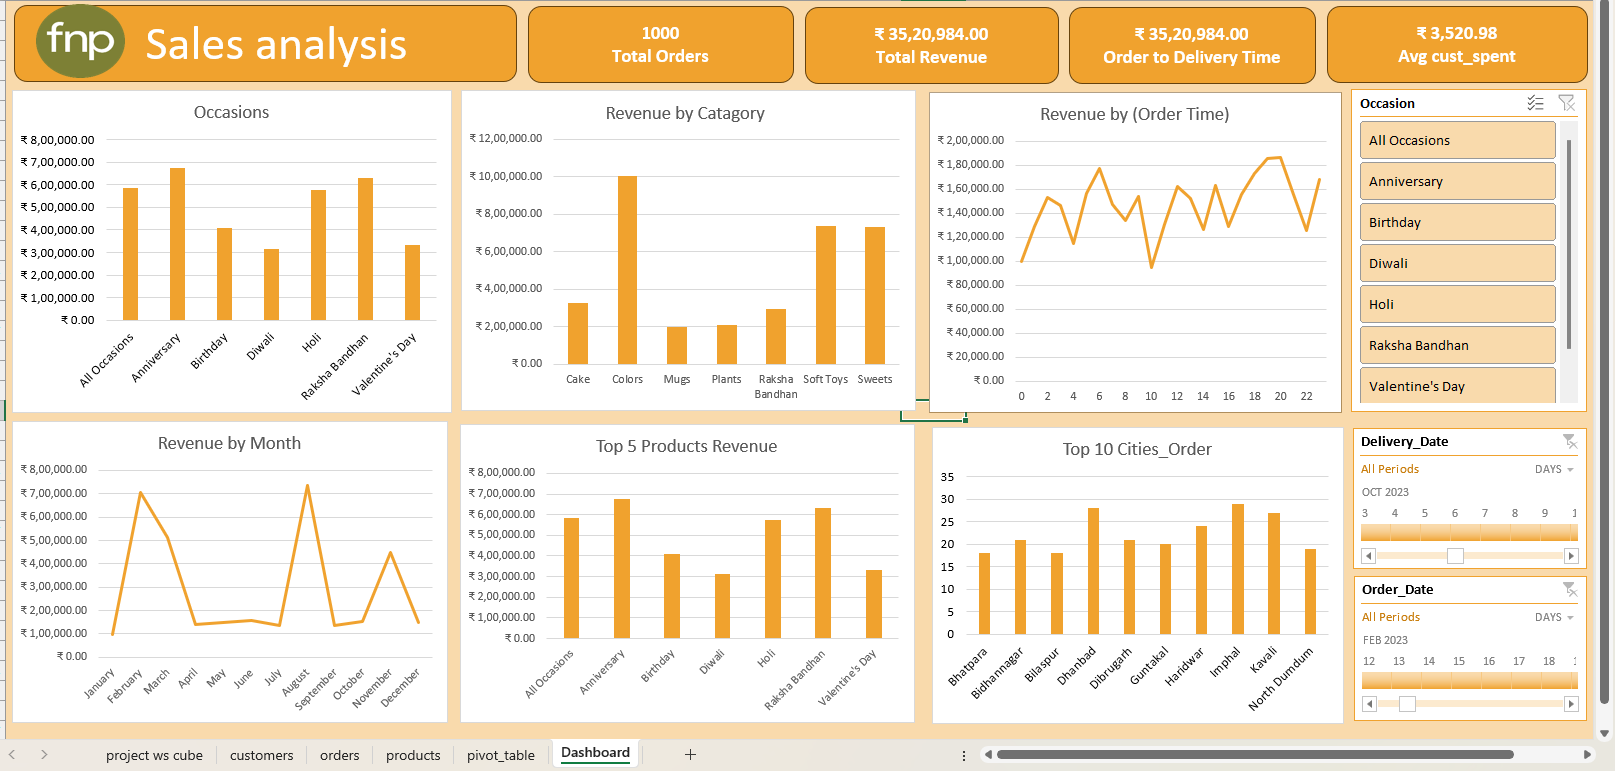 fnp
Sales analysis
1000
Total Orders
₹ 35,20,984.00
Total Revenue
₹ 35,20,984.00
Order to Delivery Time
₹ 3,520.98
Avg cust_spent
Occasions
₹ 8,00,000.00
₹ 7,00,000.00
₹ 6,00,000.00
₹ 5,00,000.00
₹ 4,00,000.00
₹ 3,00,000.00
₹ 2,00,000.00
₹ 1,00,000.00
₹ 0.00
All Occasions
Anniversary
Birthday
Diwali
Holi
Raksha Bandhan
Valentine's Day
Revenue by Catagory
₹ 12,00,000.00
₹ 10,00,000.00
₹ 8,00,000.00
₹ 6,00,000.00
₹ 4,00,000.00
₹ 2,00,000.00
₹ 0.00
Cake Colors Mugs Plants Raksha Soft Toys Sweets
Bandhan
Revenue by (Order Time)
₹ 2,00,000.00
₹ 1,80,000.00
₹ 1,60,000.00
₹ 1,40,000.00
₹ 1,20,000.00
₹ 1,00,000.00
₹ 80,000.00
₹ 60,000.00
₹ 40,000.00
₹ 20,000.00
₹ 0.00
0 2 4 6 8 10 12 14 16 18 20 22
Occasion
All Occasions
Anniversary
Birthday
Diwali
Holi
Raksha Bandhan
Valentine's Day
Revenue by Month
₹ 8,00,000.00
₹ 7,00,000.00
₹ 6,00,000.00
₹ 5,00,000.00
₹ 4,00,000.00
₹ 3,00,000.00
₹ 2,00,000.00
₹ 1,00,000.00
₹ 0.00
January
February
March
April
May
June
July
August
September
October
November
December
Top 5 Products Revenue
₹ 8,00,000.00
₹ 7,00,000.00
₹ 6,00,000.00
₹ 5,00,000.00
₹ 4,00,000.00
₹ 3,00,000.00
₹ 2,00,000.00
₹ 1,00,000.00
₹ 0.00
All Occasions
Anniversary
Birthday
Diwali
Holi
Raksha Bandhan
Valentine's Day
Top 10 Cities_Order
35
30
25
20
15
10
5
0
Bhatpara
Bidhannagar
Bilaspur
Dhanbad
Dibrugarh
Guntakal
Haridwar
Imphal
Kavali
North Dumdum
Delivery_Date
All Periods DAYS
OCT 2023
3 4 5 6 7 8 9 1
Order_Date
All Periods DAYS
FEB 2023
12 13 14 15 16 17 18 1
project ws cube customers orders products pivot_table Dashboard